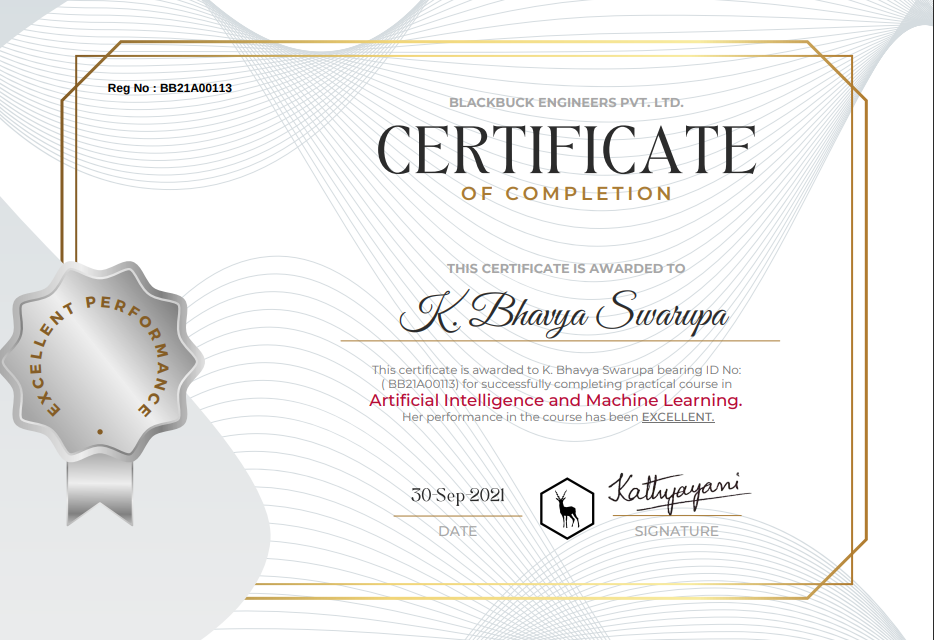 Reg No : BB21A00113
BLACKBUCK ENGINEERS PVT. LTD.
CERTIFICATE
OF COMPLETION
THIS CERTIFICATE IS AWARDED TO
K. Bhavya Swarupa
EXCELLENT PERFORMANCE
This certificate is awarded to K. Bhavya Swarupa bearing ID No:
( BB21A00113) for successfully completing practical course in
Artificial Intelligence and Machine Learning.
Her performance in the course has been EXCELLENT.
30-Sep-2021
Kathyayani
DATE
SIGNATURE